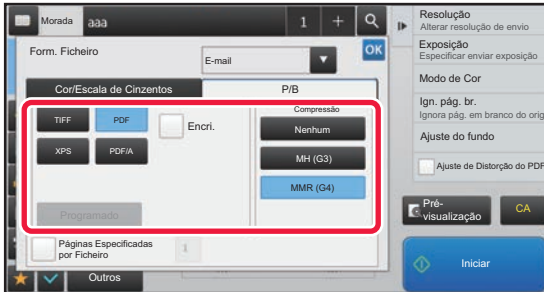 Morada
aaa
1
+
Form. Ficheiro
E-mail
OK
Cor/Escala de Cinzentos
P/B
TIFF
PDF
Encri.
XPS
PDF/A
Programado
Compressão
Nenhum
MH (G3)
MMR (G4)
Páginas Especificadas
por Ficheiro
1
Outros
Resolução
Alterar resolução de envio
Exposição
Especificar enviar exposição
Modo de Cor
Ign. pág. br.
Ignora pág. em branco do orig
Ajuste do fundo
Ajuste de Distorção do PDF
Pré-
visualização
CA
Iniciar